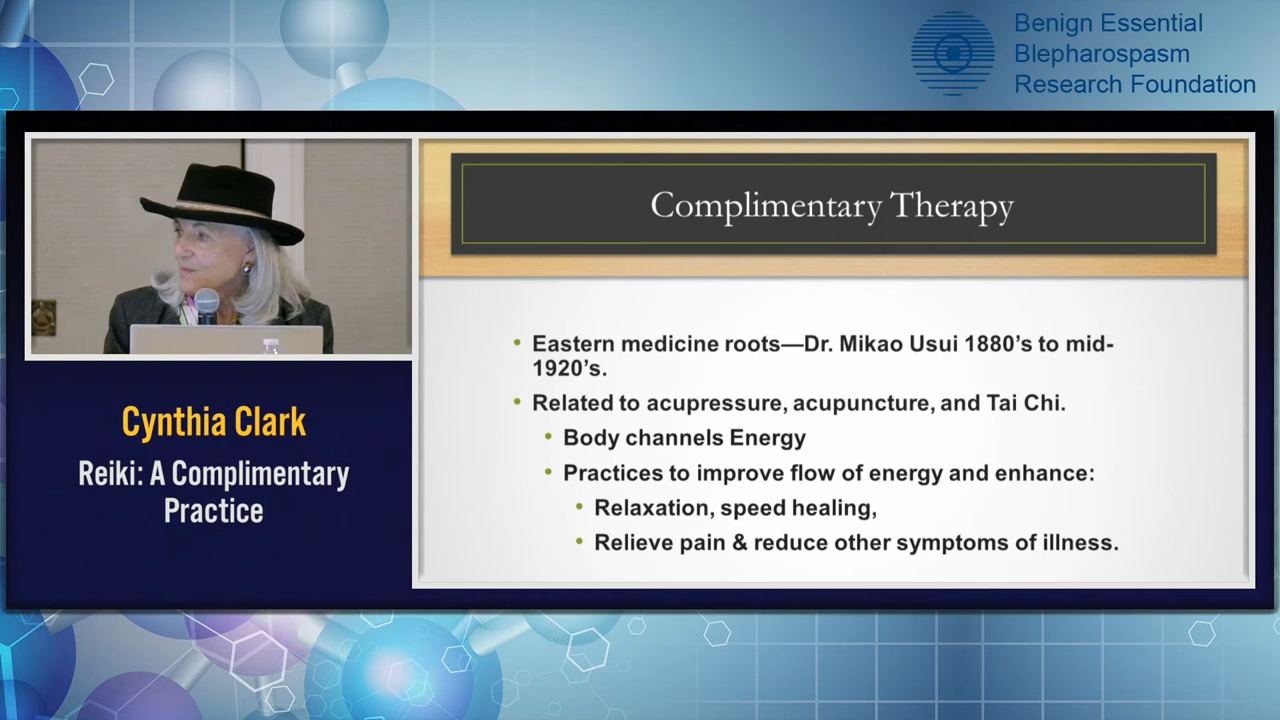 Benign Essential
Blepharospasm
Research Foundation
Complimentary Therapy
• Eastern medicine roots—Dr. Mikao Usui 1880's to mid-
1920's.
• Related to acupressure, acupuncture, and Tai Chi.
• Body channels Energy
• Practices to improve flow of energy and enhance:
• Relaxation, speed healing,
• Relieve pain & reduce other symptoms of illness.
Cynthia Clark
Reiki: A Complimentary
Practice